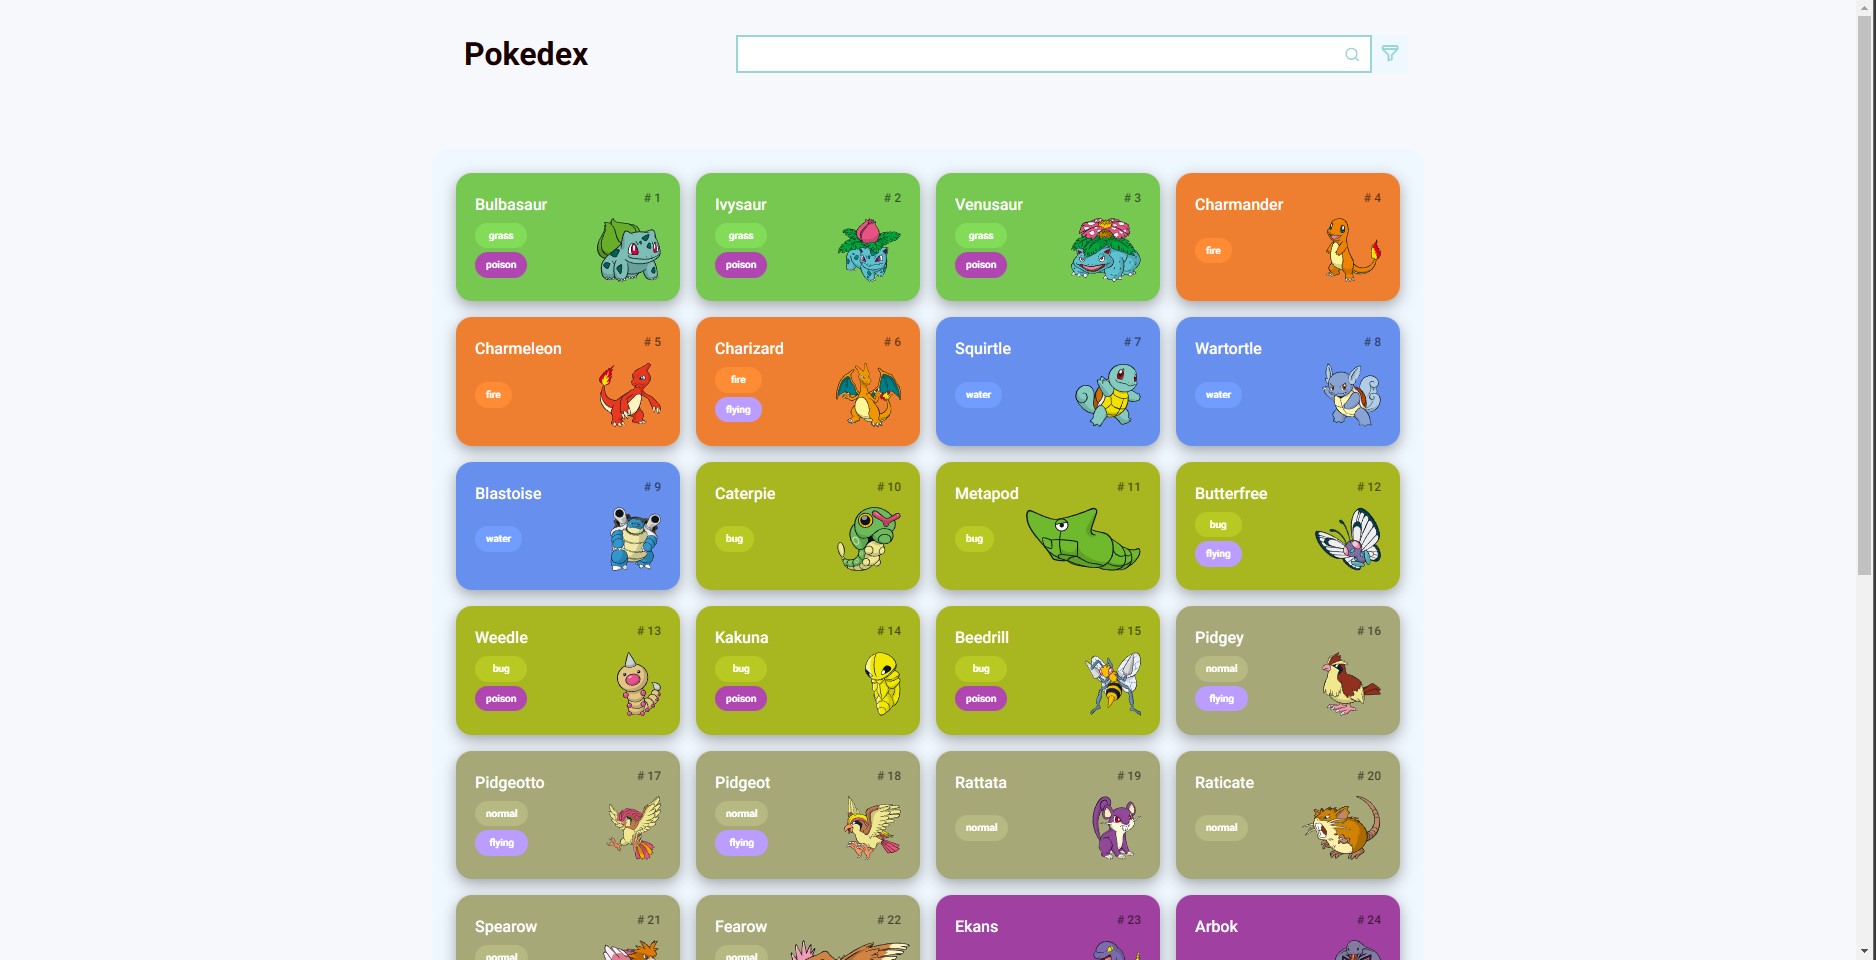 Pokedex
Bulbasaur
# 1
grass
poison
Ivysaur
# 2
grass
poison
Venusaur
# 3
grass
poison
Charmander
# 4
fire
Charmeleon
# 5
fire
Charizard
# 6
fire
flying
Squirtle
# 7
water
Wartortle
# 8
water
Blastoise
# 9
water
Caterpie
# 10
bug
Metapod
# 11
bug
Butterfree
# 12
bug
flying
Weedle
# 13
bug
poison
Kakuna
# 14
bug
poison
Beedrill
# 15
bug
poison
Pidgey
# 16
normal
flying
Pidgeotto
# 17
normal
flying
Pidgeot
# 18
normal
flying
Rattata
# 19
normal
Raticate
# 20
normal
Spearow
# 21
normal
Fearow
# 22
normal
Ekans
# 23
Arbok
# 24